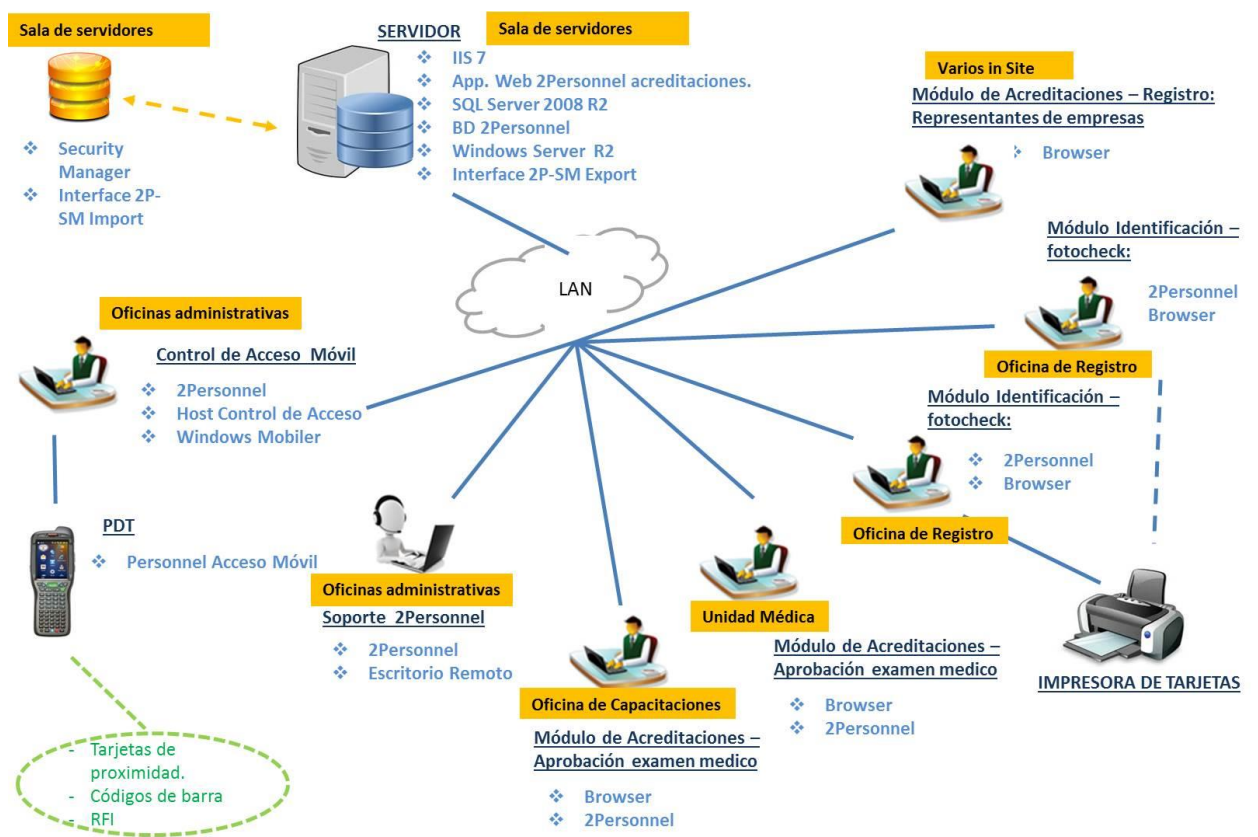 Sala de servidores
Security
Manager
Interface 2P-
SM Import
SERVIDOR
Sala de servidores
IIS 7
App. Web 2Personnel acreditaciones.
SQL Server 2008 R2
BD 2Personnel
Windows Server R2
Interface 2P-SM Export
Varios in Site
Módulo de Acreditaciones – Registro:
Representantes de empresas
Browser
Módulo Identificación –
fotocheck:
2Personnel
Browser
Oficina de Registro
LAN
Oficinas administrativas
Control de Acceso Móvil
2Personnel
Host Control de Acceso
Windows Mobiler
Módulo Identificación –
fotocheck:
2Personnel
Browser
Oficina de Registro
PDT
Personnel Acceso Móvil
Oficinas administrativas
Soporte 2Personnel
2Personnel
Escritorio Remoto
Unidad Médica
Módulo de Acreditaciones –
Aprobación examen medico
Browser
2Personnel
IMPRESORA DE TARJETAS
Oficina de Capacitaciones
Módulo de Acreditaciones –
Aprobación examen medico
Browser
2Personnel
- Tarjetas de
proximidad.
- Códigos de barra
- RFI